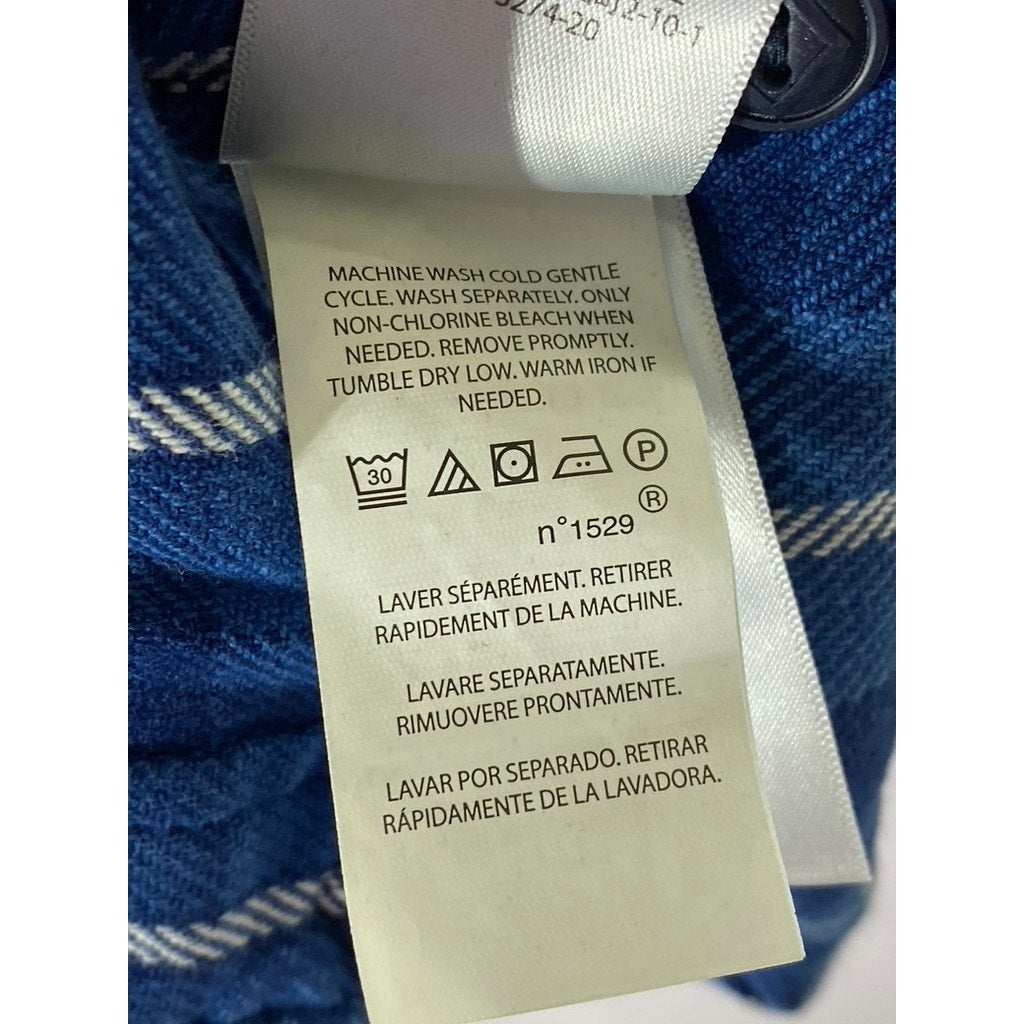 3274-20
MACHINE WASH COLD GENTLE
CYCLE. WASH SEPARATELY. ONLY
NON-CHLORINE BLEACH WHEN
NEEDED. REMOVE PROMPTLY.
TUMBLE DRY LOW. WARM IRON IF
NEEDED.
30 P
®
n°1529
LAVER SÉPARÉMENT. RETIRER
RAPIDEMENT DE LA MACHINE.
LAVARE SEPARATAMENTE.
RIMUOVERE PRONTAMENTE.
LAVAR POR SEPARADO. RETIRAR
RÁPIDAMENTE DE LA LAVADORA.